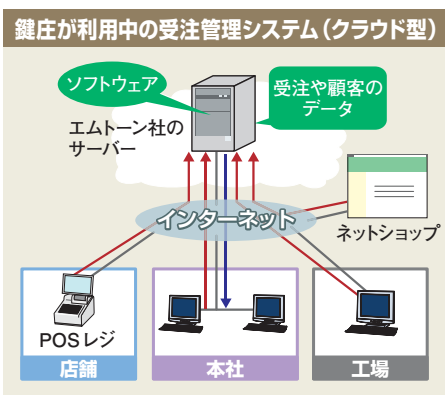 鍵庄が利用中の受注管理システム（クラウド型）
ソフトウェア
受注や顧客の
データ
エムトーン社の
サーバー
インターネット
ネットショップ
POSレジ
店舗
本社
工場